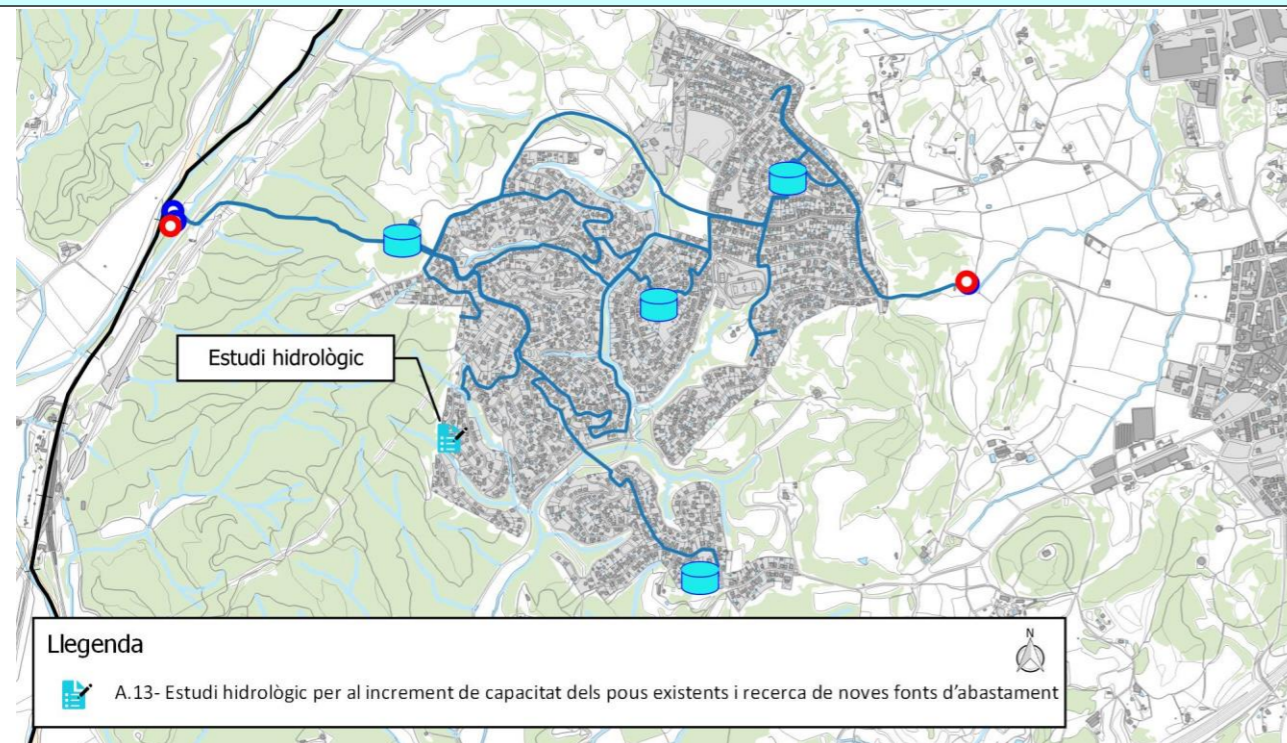 Estudi hidrològic
Llegenda
N
A.13- Estudi hidrològic per al increment de capacitat dels pous existents i recerca de noves fonts d'abastament